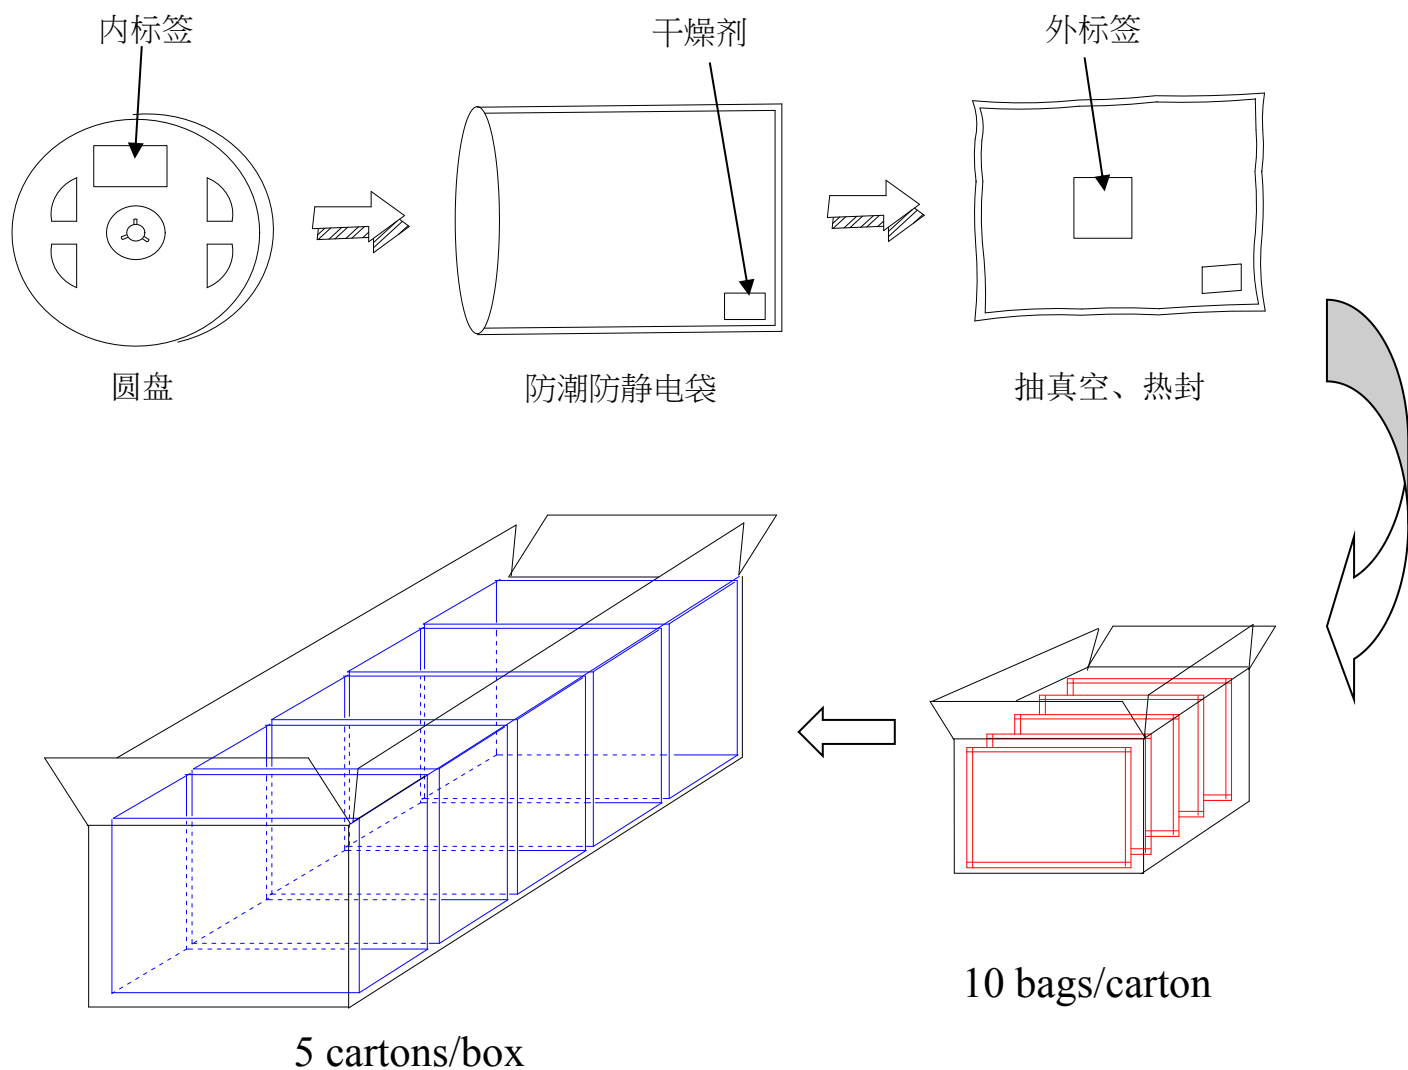 内标签
干燥剂
外标签
圆盘
防潮防静电袋
抽真空、热封
10 bags/carton
5 cartons/box